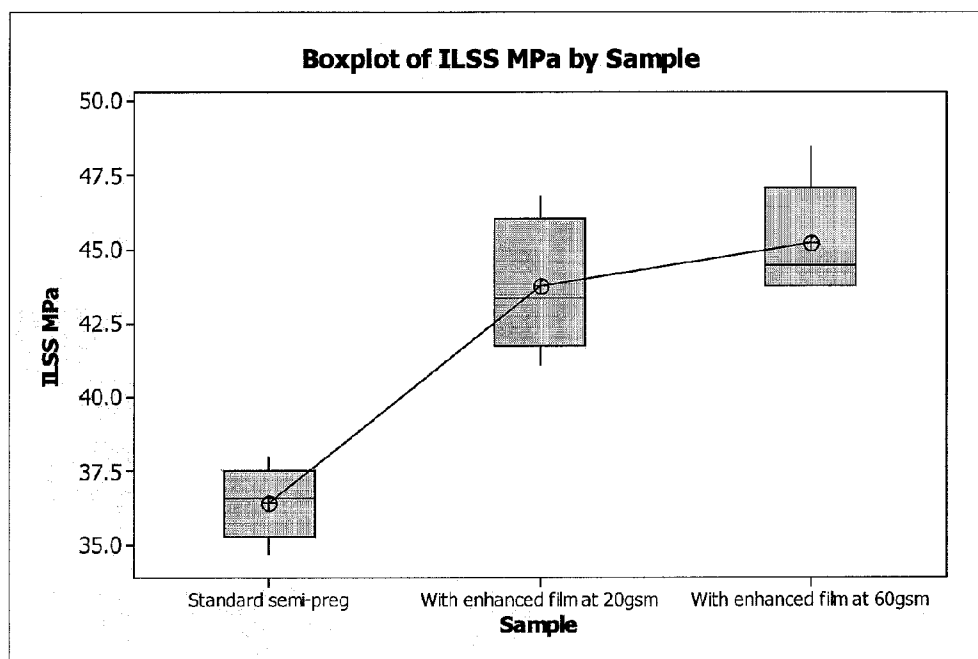 Boxplot of ILSS MPa by Sample
50.0
47.5
45.0
42.5
40.0
37.5
35.0
ILSS MPa
Standard semi-preg
With enhanced film at 20gsm
With enhanced film at 60gsm
Sample